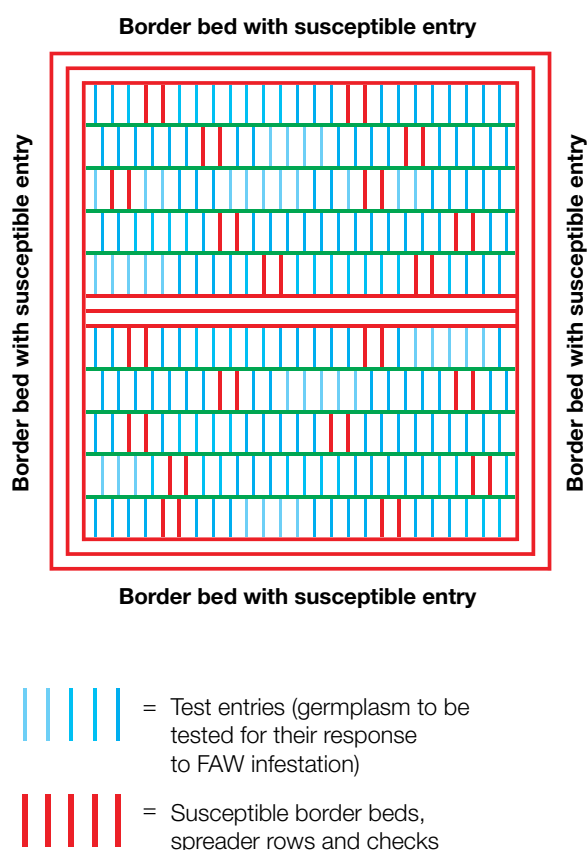 Border bed with susceptible entry
Border bed with susceptible entry
Border bed with susceptible entry
Border bed with susceptible entry
= Test entries (germplasm to be
tested for their response
to FAW infestation)
= Susceptible border beds,
spreader rows and checks